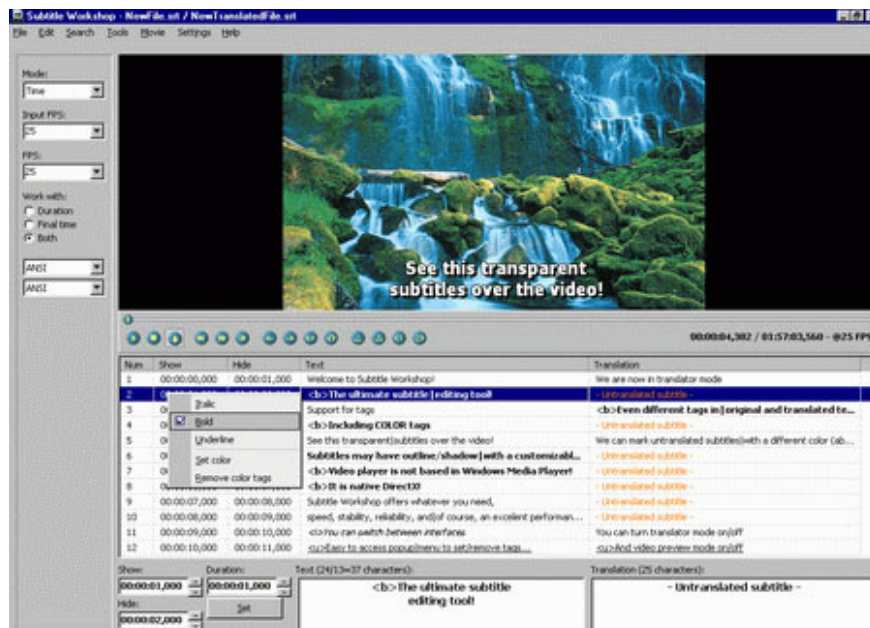 Subtitle Workshop - NewFile.srt / NewTranslatedFile.srt
File Edit Search Tools Movie Settings Help
Mode:
Time
Input FPS:
25
FPS:
25
Work with:
Duration
Final time
Both
ANSI
ANSI
See this transparent
subtitles over the video!
00:00:04,382 / 01:57:03,560 - @25 FPS
Num Show Hide Text Translation
1 00:00:00,000 00:00:01,000 Welcome to Subtitle Workshop! We are now in translator mode
2 <b>The ultimate subtitle|editing tool! - Untranslated subtitle -
3 Support for tags <b>Even different tags in|original and translated te...
4 <b>Including COLOR tags - Untranslated subtitle -
5 See this transparent|subtitles over the video! We can mark untranslated subtitles|with a different color (ab...
6 Subtitles may have outline/shadow|with a customizabl... - Untranslated subtitle -
7 <b>Video player is not based in Windows Media Player! - Untranslated subtitle -
8 <b>It is native DirectX! - Untranslated subtitle -
9 00:00:07,000 00:00:08,000 Subtitle Workshop offers whatever you need, - Untranslated subtitle -
10 00:00:08,000 00:00:09,000 speed, stability, reliability, and|of course, an excelent performan... - Untranslated subtitle -
11 00:00:09,000 00:00:10,000 <i>You can switch between interfaces You can turn translator mode on/off
12 00:00:10,000 00:00:11,000 <u>Easy to access popup|menu to set/remove tags... <u>And video preview mode on/off
Italic
Bold
Underline
Set color
Remove color tags
Show: Duration: Text (24/13=37 characters): Translation (25 characters):
00:00:01,000 00:00:01,000
Hide:
Set
00:00:02,000
<b>The ultimate subtitle
editing tool!
- Untranslated subtitle -